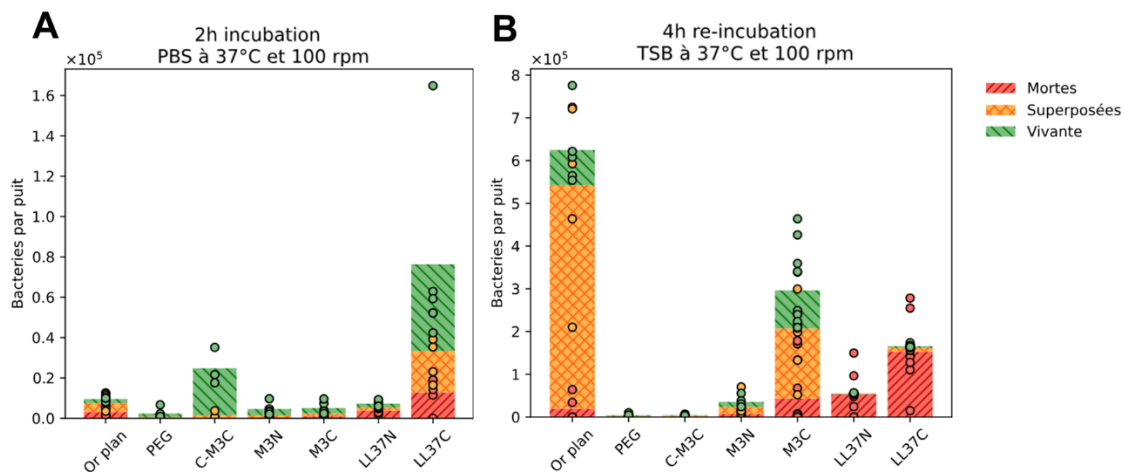 A
2h incubation
PBS à 37°C et 100 rpm
×10⁵
1.6
1.4
1.2
1.0
0.8
0.6
0.4
0.2
0.0
Bacteries par puit
Or plan
PEG
C-M3C
M3N
M3C
LL37N
LL37C
B
4h re-incubation
TSB à 37°C et 100 rpm
×10⁵
8
7
6
5
4
3
2
1
0
Bacteries par puit
Or plan
PEG
C-M3C
M3N
M3C
LL37N
LL37C
Mortes
Superposées
Vivante